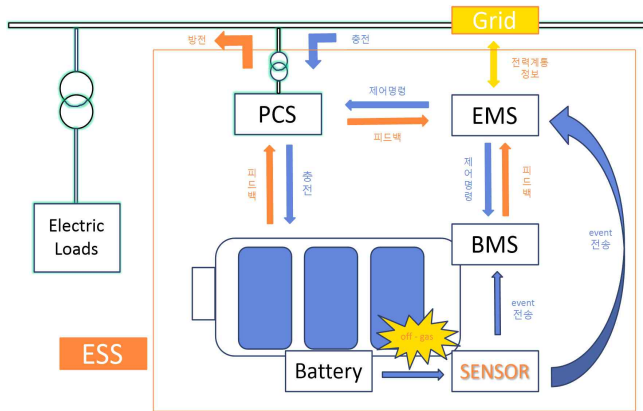 Grid
방전
충전
전력계통
정보
제어명령
PCS
EMS
피드백
피드백
충전
제어명령
피드백
Electric
Loads
BMS
event
전송
event
전송
off - gas
ESS
Battery
SENSOR